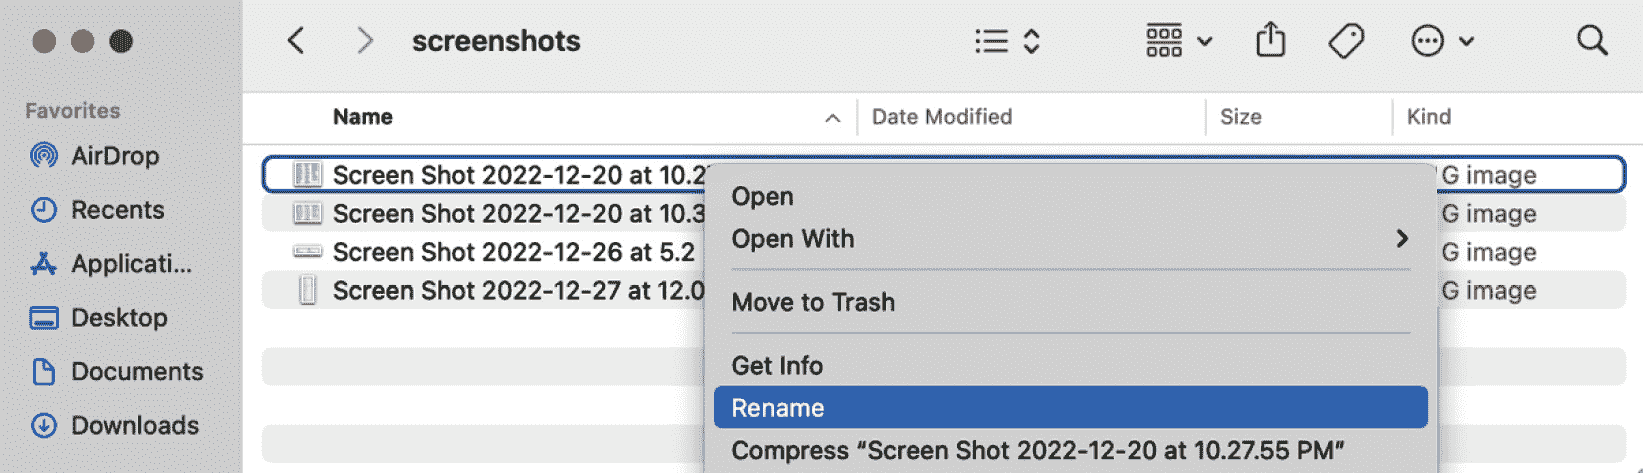 screenshots
Favorites
AirDrop
Recents
Applicati...
Desktop
Documents
Downloads
Name Date Modified Size Kind
Screen Shot 2022-12-20 at 10.2 G image
Screen Shot 2022-12-20 at 10.3 G image
Screen Shot 2022-12-26 at 5.2 G image
Screen Shot 2022-12-27 at 12.0 G image
Open
Open With
Move to Trash
Get Info
Rename
Compress “Screen Shot 2022-12-20 at 10.27.55 PM”